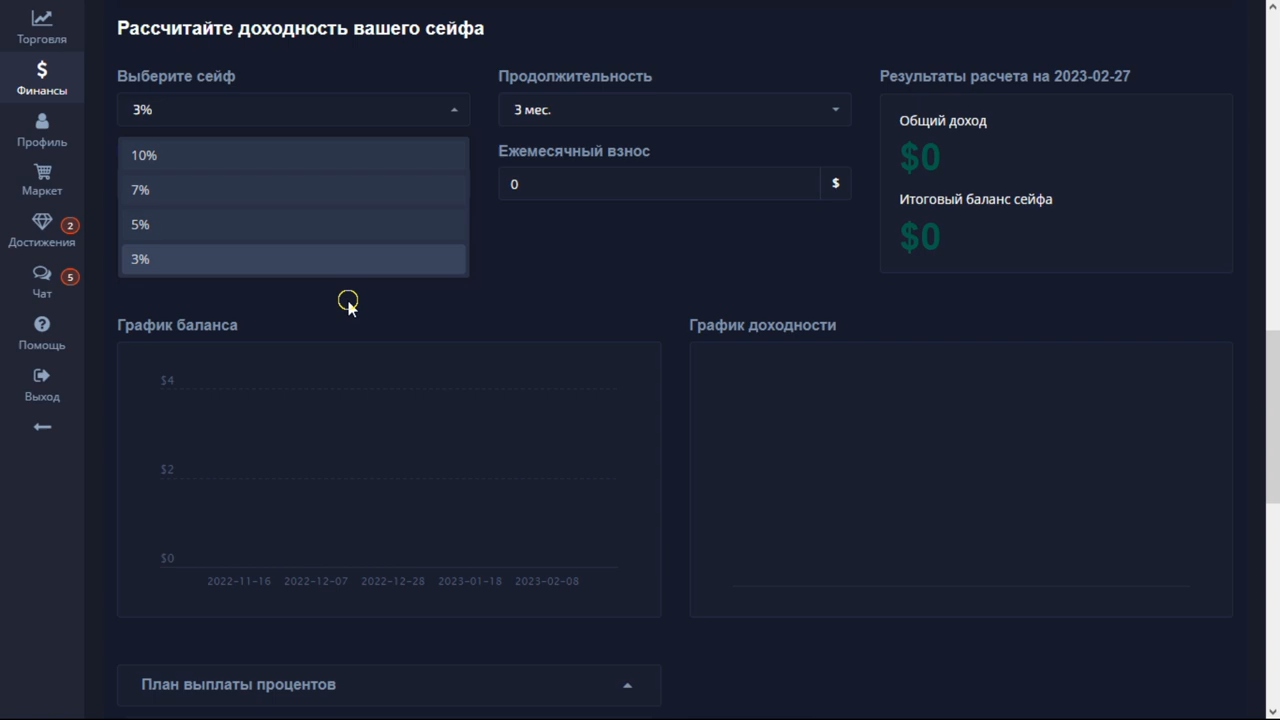 Торговля
Финансы
Профиль
Маркет
Достижения
2
Чат
5
Помощь
Выход
Рассчитайте доходность вашего сейфа
Выберите сейф
3%
10%
7%
5%
3%
Продолжительность
3 мес.
Ежемесячный взнос
0
$
Результаты расчета на 2023-02-27
Общий доход
$0
Итоговый баланс сейфа
$0
График баланса
$4
$2
$0
2022-11-16 2022-12-07 2022-12-28 2023-01-18 2023-02-08
График доходности
План выплаты процентов